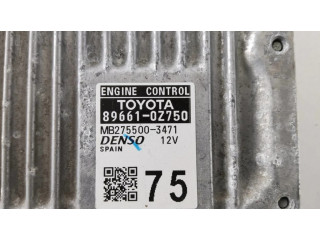 ENGINE CONTROL
TOYOTA
89661-0Z750
MB275500-3471
DENSO 12V
SPAIN
75